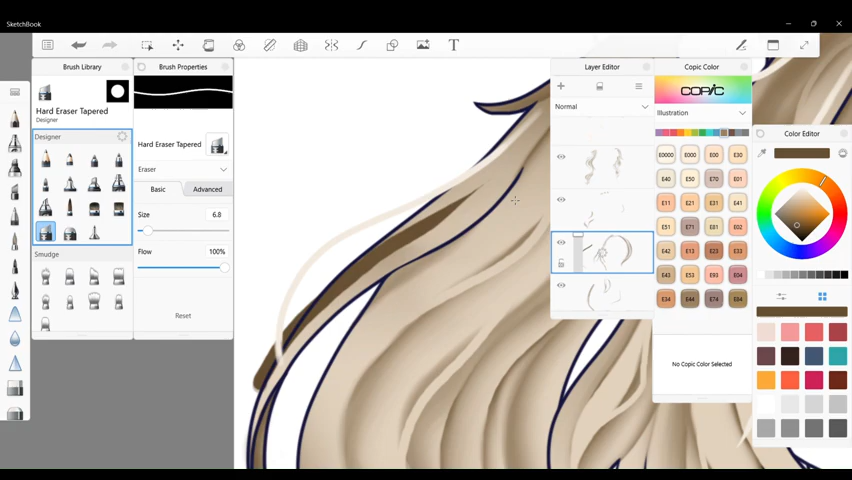 SketchBook
T
Brush Library
Brush Properties
Layer Editor
Copic Color
Hard Eraser Tapered
Designer
COPIC
Normal
Illustration
Color Editor
Designer
Hard Eraser Tapered
Eraser
Basic
Advanced
Size
6.8
Flow
100%
Reset
Smudge
E0000 E000 E00 E30
E40 E50 E70 E01
E11 E21 E31 E41
E51 E71 E81 E02
E42 E13 E23 E33
E43 E53 E93 E04
E34 E44 E74 E84
No Copic Color Selected